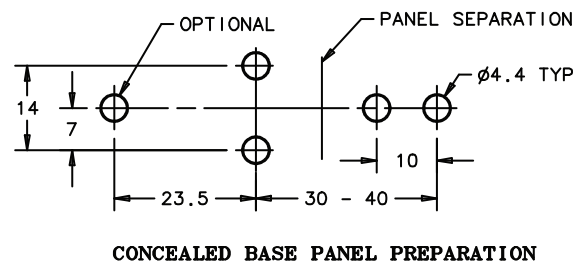 OPTIONAL
PANEL SEPARATION
ø4.4 TYP
14
7
10
23.5
30 - 40
CONCEALED BASE PANEL PREPARATION